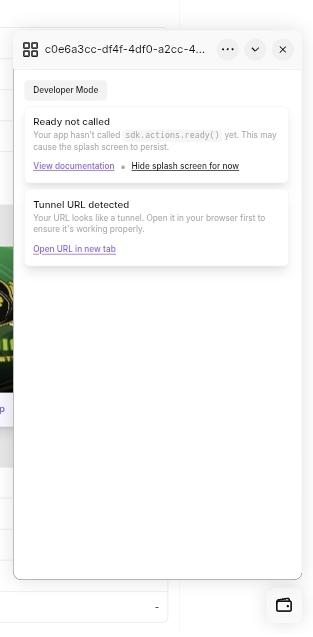 c0e6a3cc-df4f-4df0-a2cc-4...
Developer Mode
Ready not called
Your app hasn't called sdk.actions.ready() yet. This may
cause the splash screen to persist.
View documentation • Hide splash screen for now
Tunnel URL detected
Your URL looks like a tunnel. Open it in your browser first to
ensure it's working properly.
Open URL in new tab
p
-